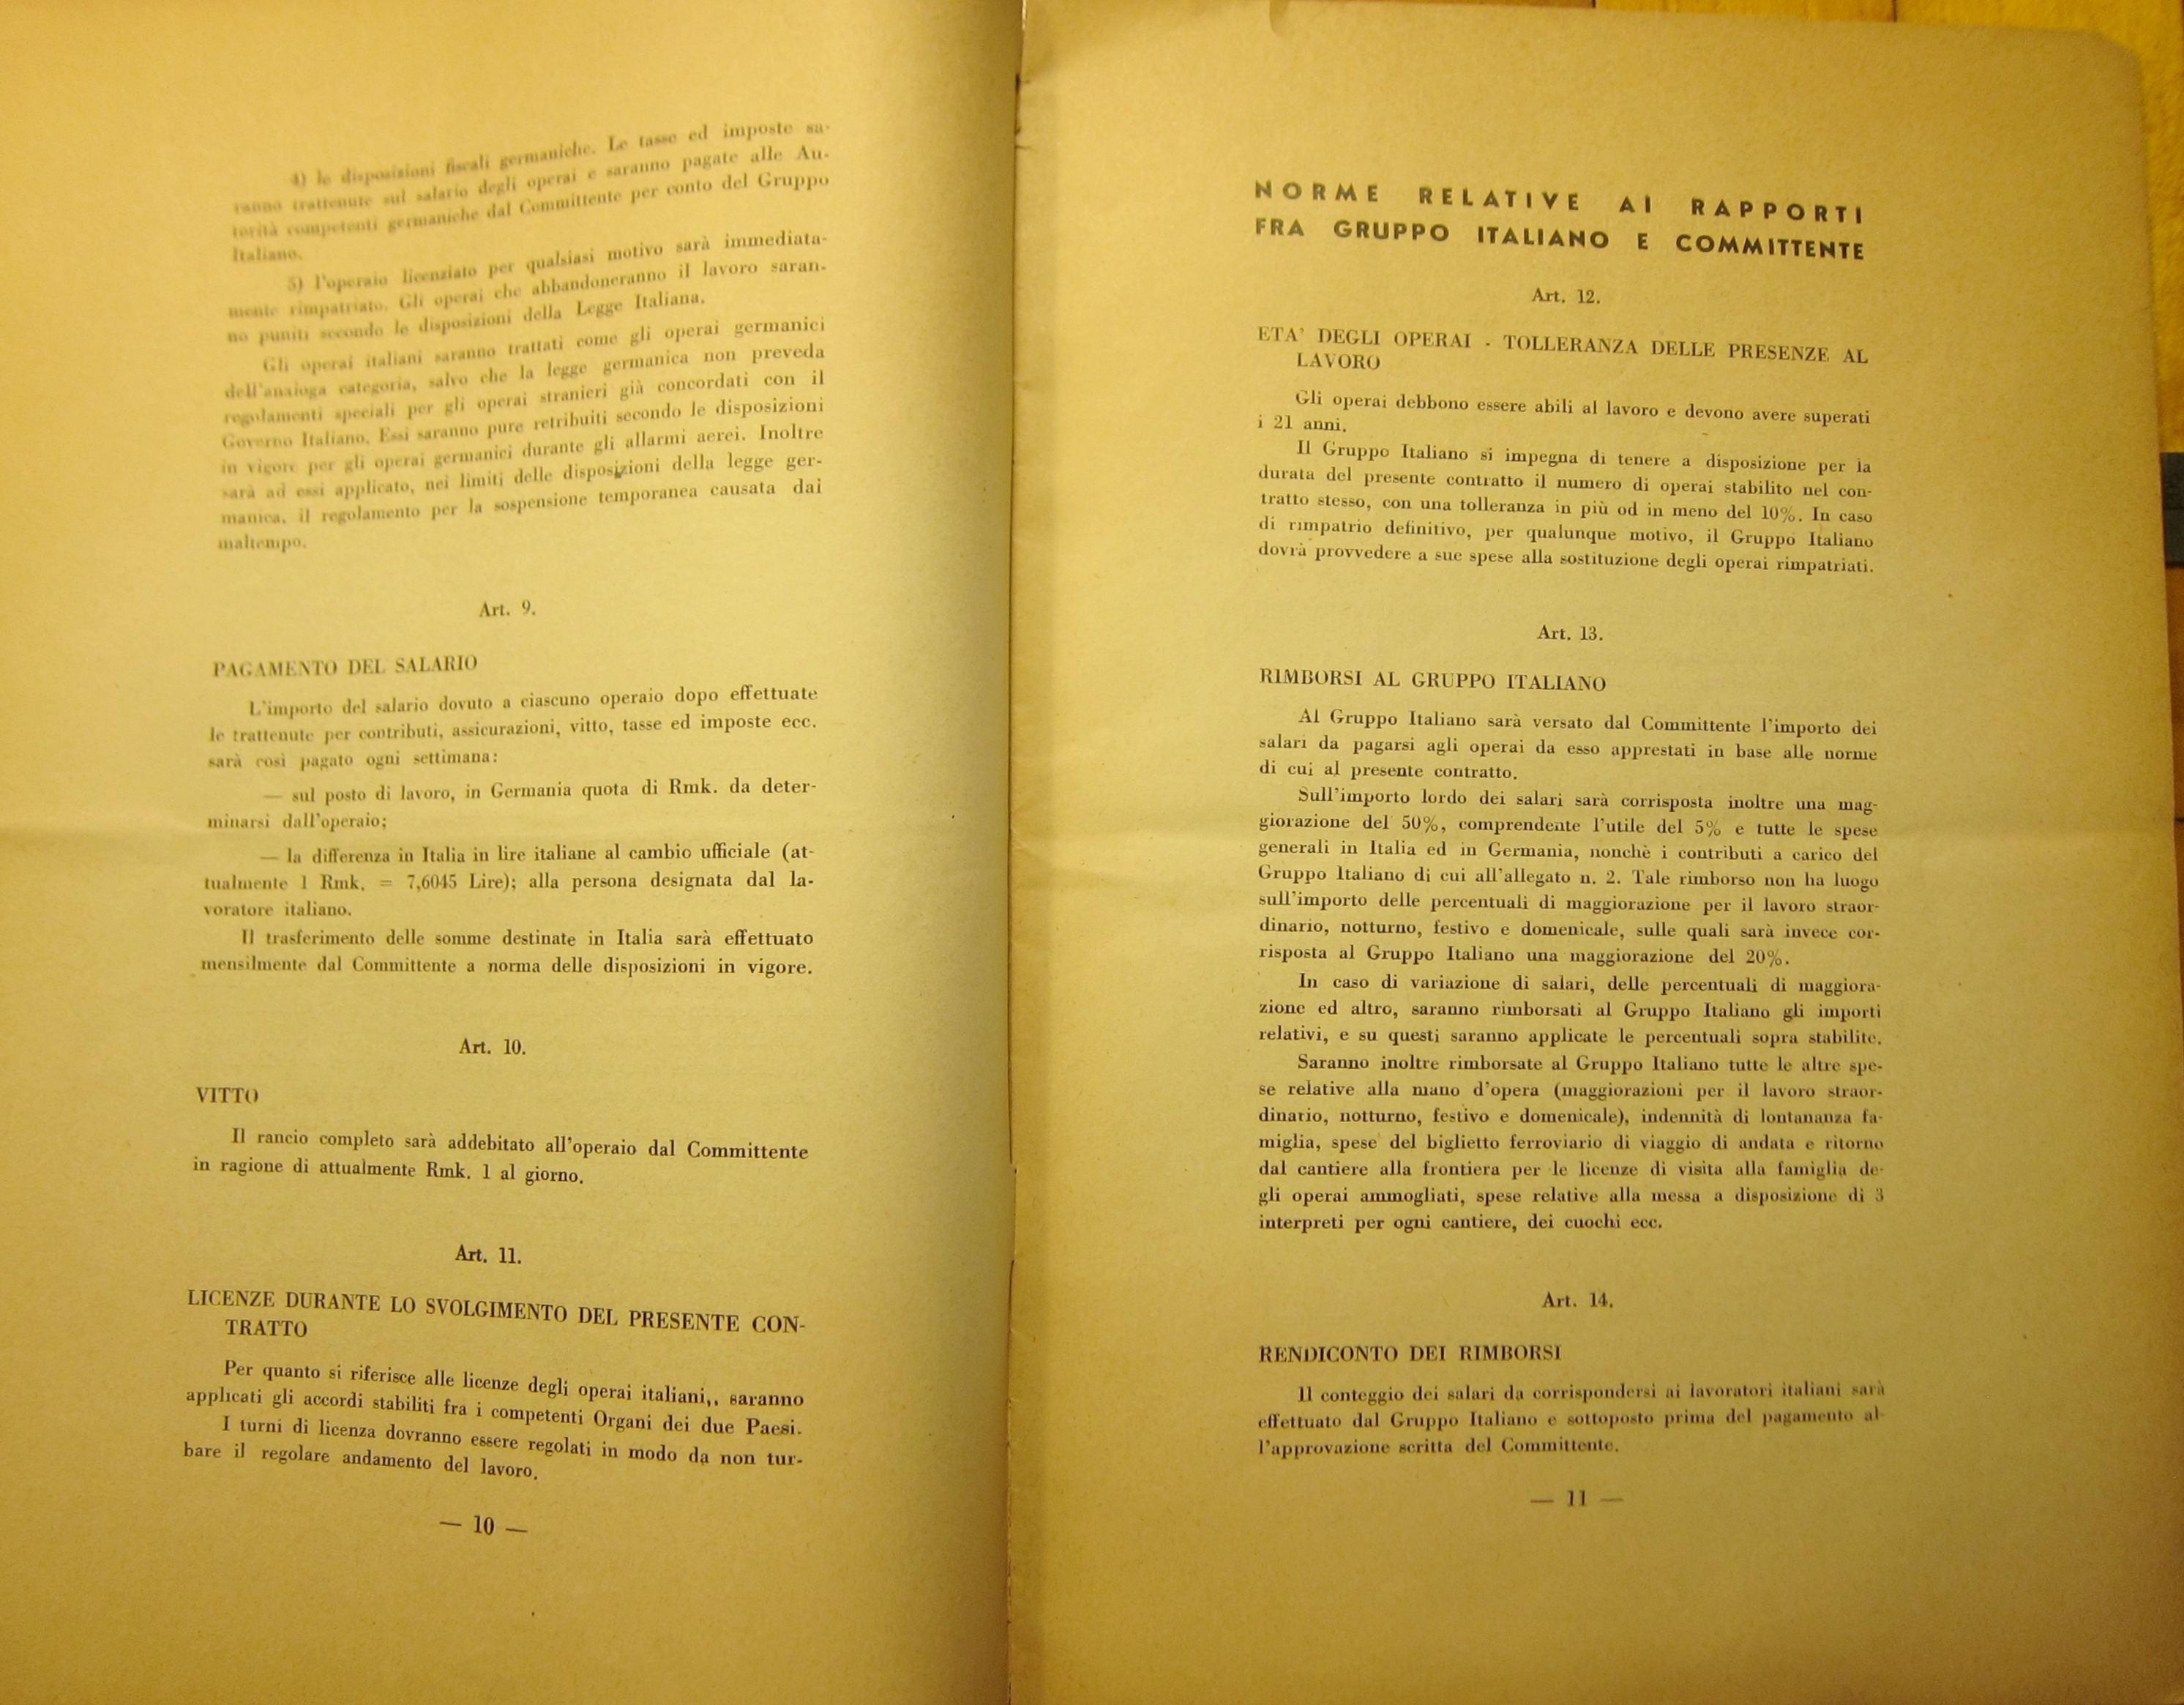 4) le disposizioni fiscali germaniche. Le tasse ed imposte sa-
ranno trattenute sul salario degli operai e saranno pagate alle Au-
torità competenti germaniche dal Committente per conto del Gruppo
Italiano.
5) l'operaio licenziato per qualsiasi motivo sarà immediata-
mente rimpatriato. Gli operai che abbandoneranno il lavoro saran-
no puniti secondo le disposizioni della Legge Italiana.
Gli operai italiani saranno trattati come gli operai germanici
dell'analoga categoria, salvo che la legge germanica non preveda
regolamenti speciali per gli operai stranieri già concordati con il
Governo Italiano. Essi saranno pure retribuiti secondo le disposizioni
in vigore per gli operai germanici durante gli allarmi aerei. Inoltre
sarà ad essi applicato, nei limiti delle disposizioni della legge ger-
manica, il regolamento per la sospensione temporanea causata dai
maltempo.
Art. 9.
PAGAMENTO DEL SALARIO
L'importo del salario dovuto a ciascuno operaio dopo effettuate
le trattenute per contributi, assicurazioni, vitto, tasse ed imposte ecc.
sarà così pagato ogni settimana:
— sul posto di lavoro, in Germania quota di Rmk. da deter-
minarsi dall'operaio;
— la differenza in Italia in lire italiane al cambio ufficiale (at-
tualmente 1 Rmk. = 7,6045 Lire); alla persona designata dal la-
voratore italiano.
Il trasferimento delle somme destinate in Italia sarà effettuato
mensilmente dal Committente a norma delle disposizioni in vigore.
Art. 10.
VITTO
Il rancio completo sarà addebitato all'operaio dal Committente
in ragione di attualmente Rmk. 1 al giorno.
Art. 11.
LICENZE DURANTE LO SVOLGIMENTO DEL PRESENTE CON-
TRATTO
Per quanto si riferisce alle licenze degli operai italiani,, saranno
applicati gli accordi stabiliti fra i competenti Organi dei due Paesi.
I turni di licenza dovranno essere regolati in modo da non tur-
bare il regolare andamento del lavoro.
— 10 —
NORME RELATIVE AI RAPPORTI
FRA GRUPPO ITALIANO E COMMITTENTE
Art. 12.
ETA' DEGLI OPERAI - TOLLERANZA DELLE PRESENZE AL
LAVORO
Gli operai debbono essere abili al lavoro e devono avere superati
i 21 anni.
Il Gruppo Italiano si impegna di tenere a disposizione per la
durata del presente contratto il numero di operai stabilito nel con-
tratto stesso, con una tolleranza in più od in meno del 10%. In caso
di rimpatrio definitivo, per qualunque motivo, il Gruppo Italiano
dovrà provvedere a sue spese alla sostituzione degli operai rimpatriati.
Art. 13.
RIMBORSI AL GRUPPO ITALIANO
Al Gruppo Italiano sarà versato dal Committente l'importo dei
salari da pagarsi agli operai da esso apprestati in base alle norme
di cui al presente contratto.
Sull'importo lordo dei salari sarà corrisposta inoltre una mag-
giorazione del 50%, comprendente l'utile del 5% e tutte le spese
generali in Italia ed in Germania, nonchè i contributi a carico del
Gruppo Italiano di cui all'allegato n. 2. Tale rimborso non ha luogo
sull'importo delle percentuali di maggiorazione per il lavoro straor-
dinario, notturno, festivo e domenicale, sulle quali sarà invece cor-
risposta al Gruppo Italiano una maggiorazione del 20%.
In caso di variazione di salari, delle percentuali di maggiora-
zione ed altro, saranno rimborsati al Gruppo Italiano gli importi
relativi, e su questi saranno applicate le percentuali sopra stabilite.
Saranno inoltre rimborsate al Gruppo Italiano tutte le altre spe-
se relative alla mano d'opera (maggiorazioni per il lavoro straor-
dinario, notturno, festivo e domenicale), indennità di lontananza fa-
miglia, spese del biglietto ferroviario di viaggio di andata e ritorno
dal cantiere alla frontiera per le licenze di visita alla famiglia de-
gli operai ammogliati, spese relative alla messa a disposizione di 3
interpreti per ogni cantiere, dei cuochi ecc.
Art. 14.
RENDICONTO DEI RIMBORSI
Il conteggio dei salari da corrispondersi ai lavoratori italiani sarà
effettuato dal Gruppo Italiano e sottoposto prima del pagamento al-
l'approvazione scritta del Committente.
— 11 —